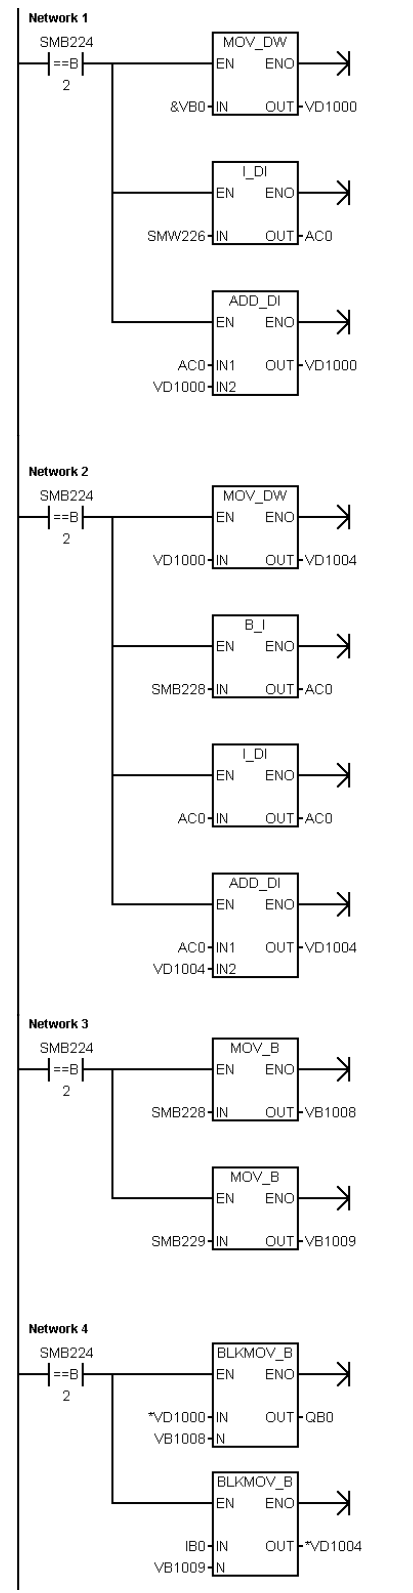 Network 1
SMB224
==B
2
MOV_DW
EN ENO
&VB0 IN OUT VD1000
I_DI
EN ENO
SMW226 IN OUT AC0
ADD_DI
EN ENO
AC0 IN1 OUT VD1000
VD1000 IN2
Network 2
SMB224
==B
2
MOV_DW
EN ENO
VD1000 IN OUT VD1004
B_I
EN ENO
SMB228 IN OUT AC0
I_DI
EN ENO
AC0 IN OUT AC0
ADD_DI
EN ENO
AC0 IN1 OUT VD1004
VD1004 IN2
Network 3
SMB224
==B
2
MOV_B
EN ENO
SMB228 IN OUT VB1008
MOV_B
EN ENO
SMB229 IN OUT VB1009
Network 4
SMB224
==B
2
BLKMOV_B
EN ENO
*VD1000 IN OUT QB0
VB1008 N
BLKMOV_B
EN ENO
IB0 IN OUT *VD1004
VB1009 N